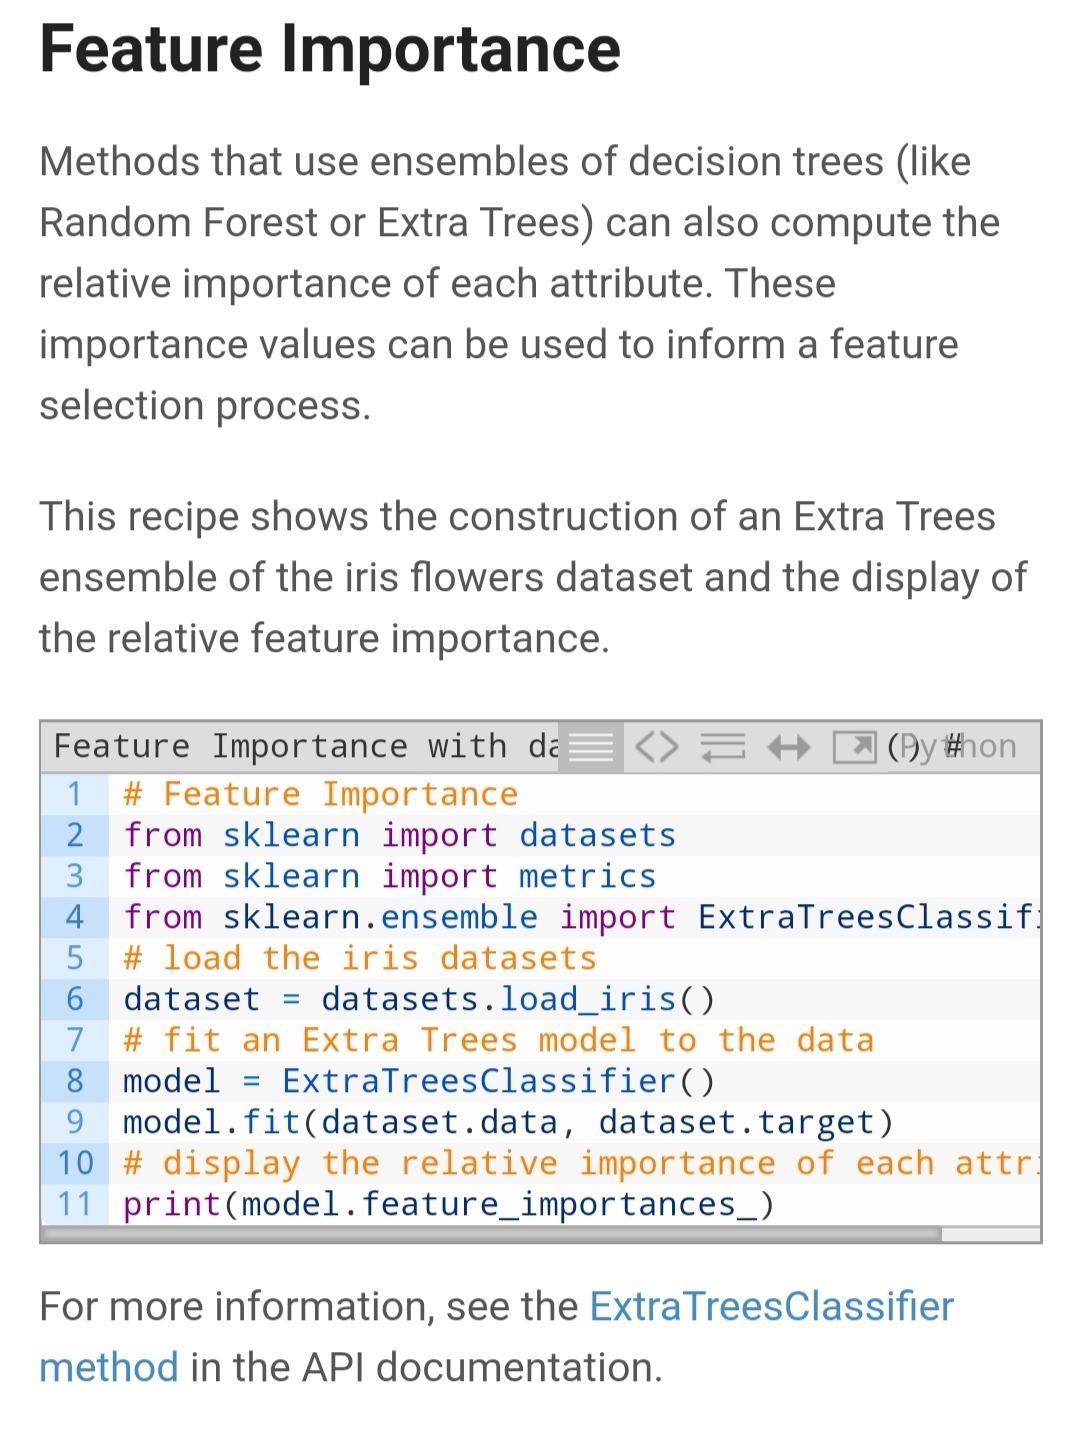 Feature Importance
Methods that use ensembles of decision trees (like
Random Forest or Extra Trees) can also compute the
relative importance of each attribute. These
importance values can be used to inform a feature
selection process.
This recipe shows the construction of an Extra Trees
ensemble of the iris flowers dataset and the display of
the relative feature importance.
Feature Importance with da () # Python
1 # Feature Importance
2 from sklearn import datasets
3 from sklearn import metrics
4 from sklearn.ensemble import ExtraTreesClassif
5 # load the iris datasets
6 dataset = datasets.load_iris()
7 # fit an Extra Trees model to the data
8 model = ExtraTreesClassifier()
9 model.fit(dataset.data, dataset.target)
10 # display the relative importance of each attr
11 print(model.feature_importances_)
For more information, see the ExtraTreesClassifier
method in the API documentation.